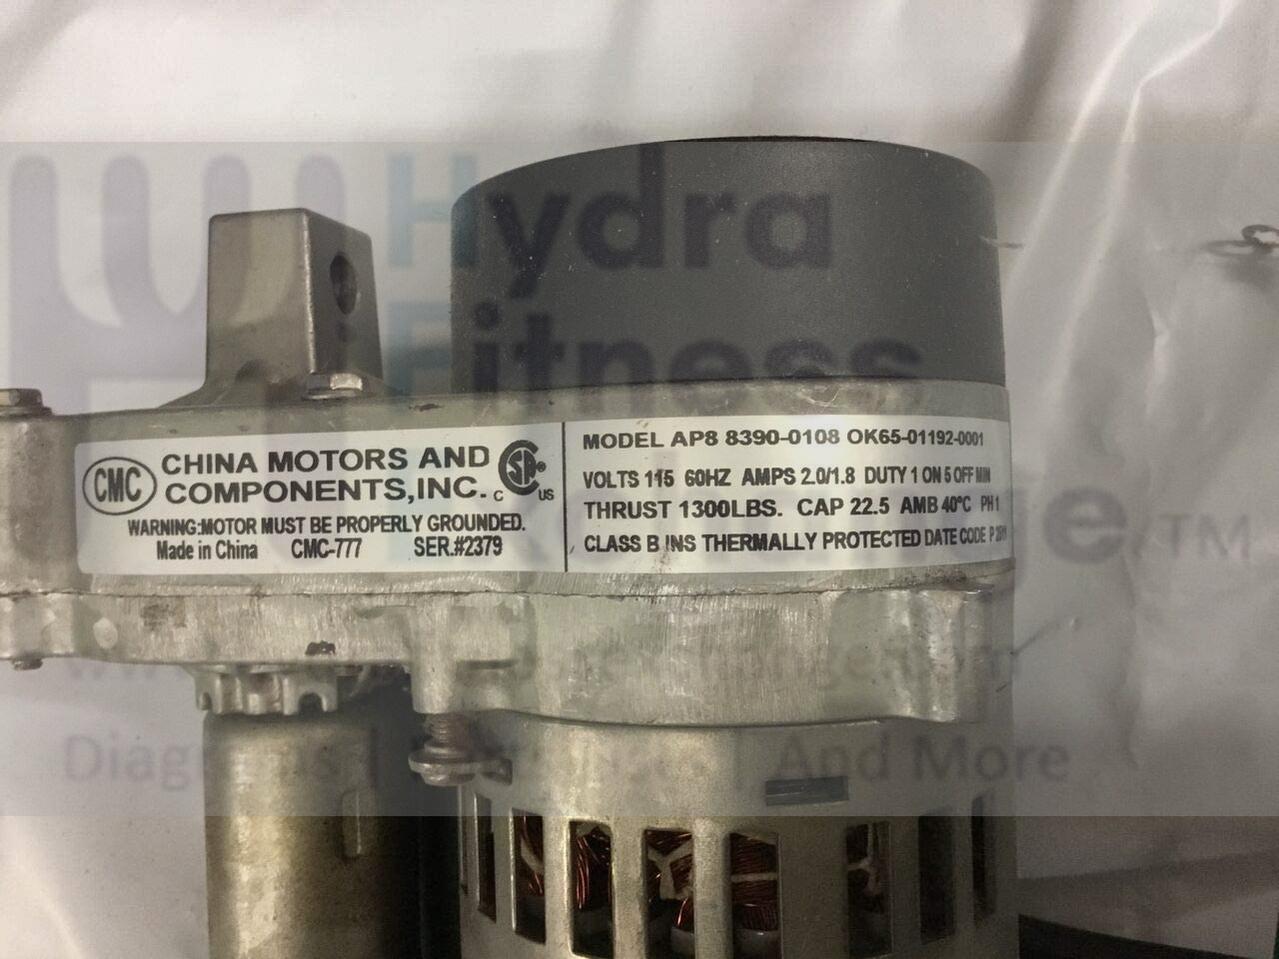 Hydra
Fitness
CMC
CHINA MOTORS AND
COMPONENTS,INC.
C US
WARNING:MOTOR MUST BE PROPERLY GROUNDED.
Made in China CMC-777 SER.#2379
MODEL AP8 8390-0108 OK65-01192-0001
VOLTS 115 60HZ AMPS 2.0/1.8 DUTY 1 ON 5 OFF MIN
THRUST 1300LBS. CAP 22.5 AMB 40°C PH 1
CLASS B INS THERMALLY PROTECTED DATE CODE P
TM
And More